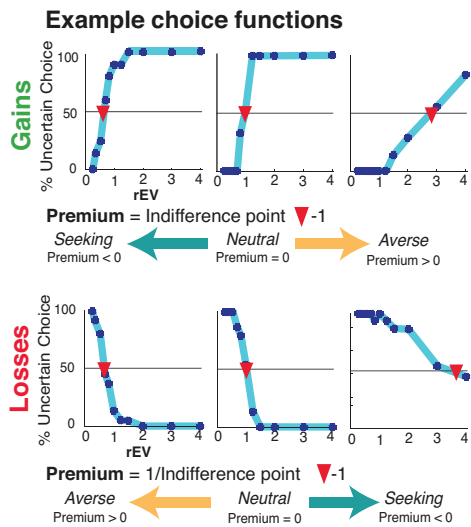 Example choice functions
Gains
% Uncertain Choice
100
50
0
0 1 2 3 4
rEV
0 1 2 3 4
0 1 2 3 4
Premium = Indifference point -1
Seeking Neutral Averse
Premium < 0 Premium = 0 Premium > 0
Losses
% Uncertain Choice
100
50
0
0 1 2 3 4
rEV
0 1 2 3 4
0 1 2 3 4
Premium = 1/Indifference point -1
Averse Neutral Seeking
Premium > 0 Premium = 0 Premium < 0